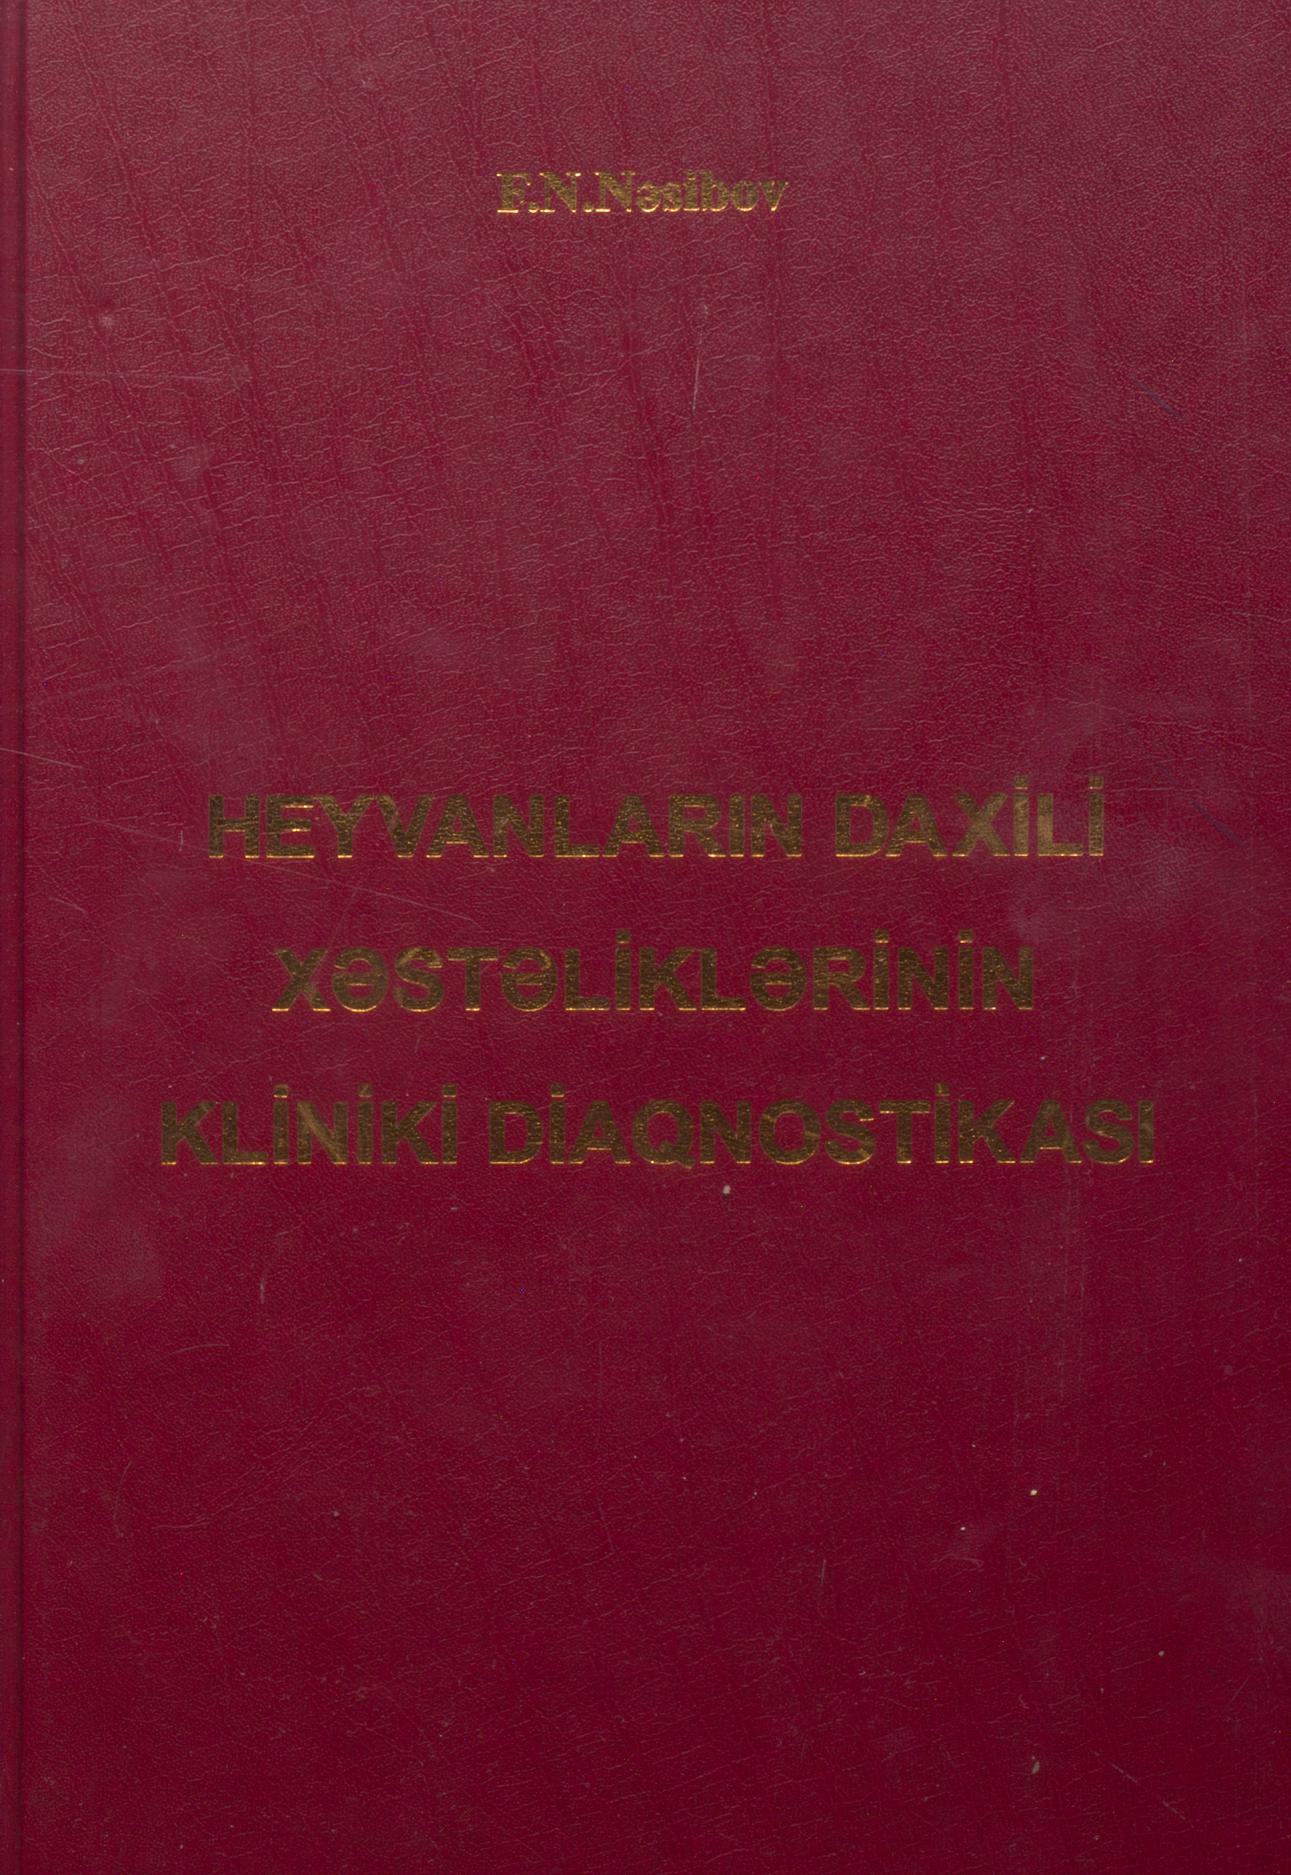 F.N.Nəsibov
HEYVANLARIN DAXİLİ
XƏSTƏLİKLƏRİNİN
KLİNİKİ DİAQNOSTİKASI